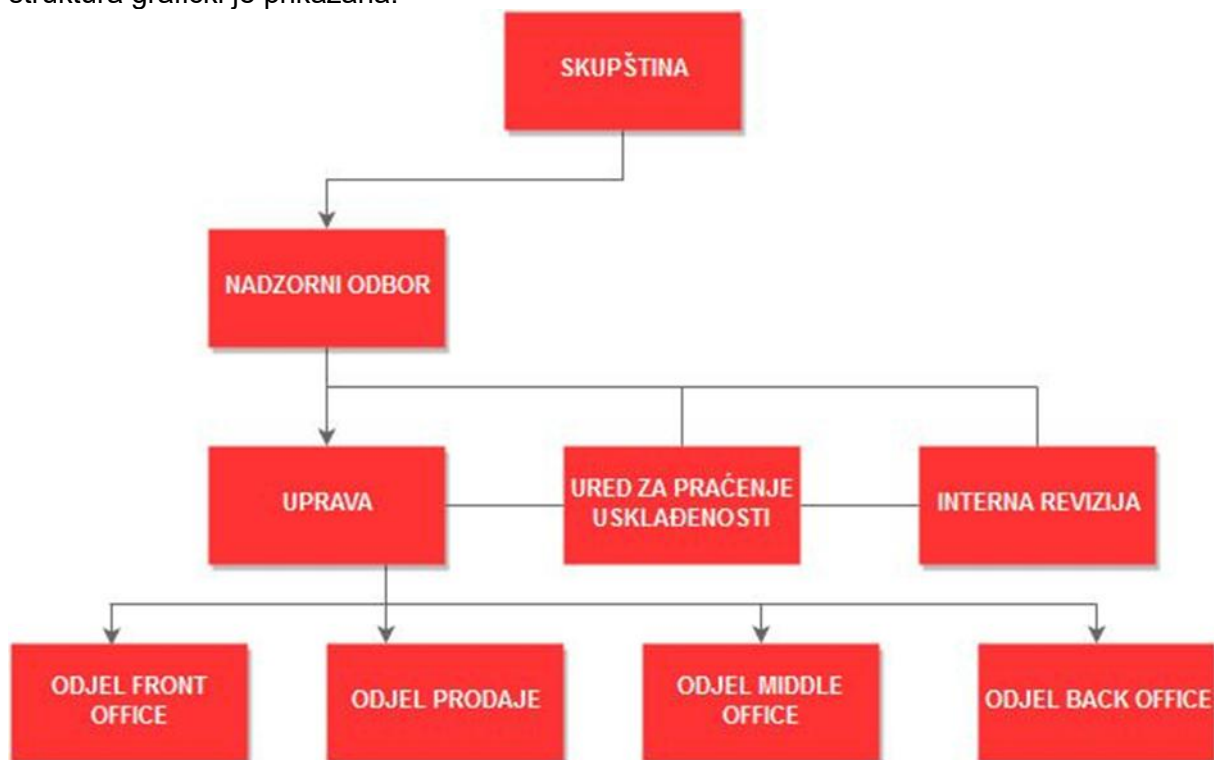 struktura grafički je prikazana:
SKUPŠTINA
NADZORNI ODBOR
UPRAVA
URED ZA PRAĆENJE
USKLAĐENOSTI
INTERNA REVIZIJA
ODJEL FRONT
OFFICE
ODJEL PRODAJE
ODJEL MIDDLE
OFFICE
ODJEL BACK OFFICE